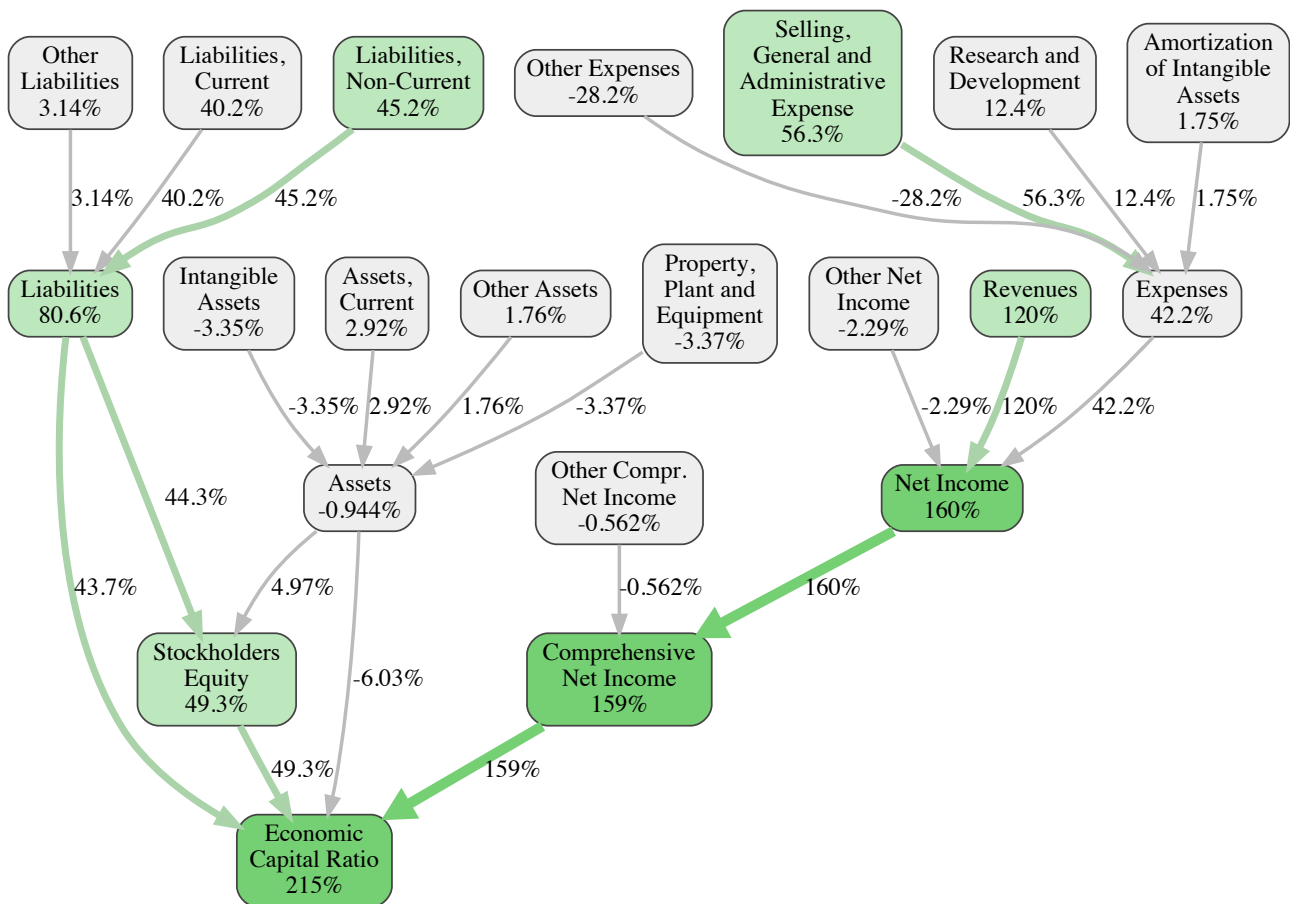 Other
Liabilities
3.14%
Liabilities,
Current
40.2%
Liabilities,
Non-Current
45.2%
Other Expenses
-28.2%
Selling,
General and
Administrative
Expense
56.3%
Research and
Development
12.4%
Amortization
of Intangible
Assets
1.75%
3.14%
40.2%
45.2%
-28.2%
56.3%
12.4%
1.75%
Liabilities
80.6%
Intangible
Assets
-3.35%
Assets,
Current
2.92%
Other Assets
1.76%
Property,
Plant and
Equipment
-3.37%
Other Net
Income
-2.29%
Revenues
120%
Expenses
42.2%
-3.35%
2.92%
1.76%
-3.37%
-2.29%
120%
42.2%
44.3%
Assets
-0.944%
Other Compr.
Net Income
-0.562%
Net Income
160%
43.7%
4.97%
-0.562%
160%
Stockholders
Equity
49.3%
-6.03%
Comprehensive
Net Income
159%
49.3%
159%
Economic
Capital Ratio
215%